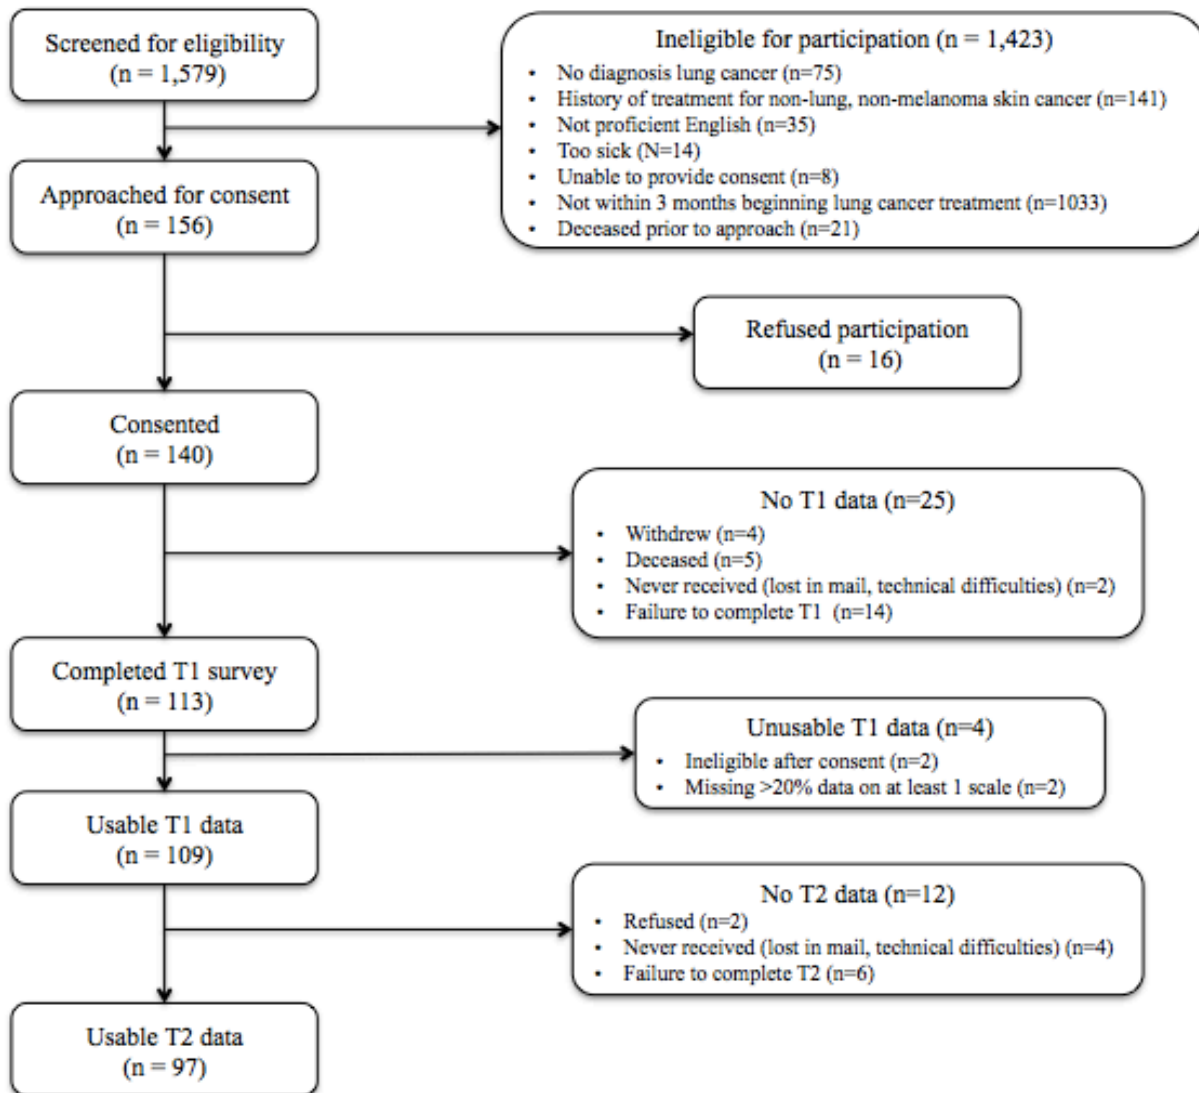 Screened for eligibility
(n = 1,579)
Ineligible for participation (n = 1,423)
• No diagnosis lung cancer (n=75)
• History of treatment for non-lung, non-melanoma skin cancer (n=141)
• Not proficient English (n=35)
• Too sick (N=14)
• Unable to provide consent (n=8)
• Not within 3 months beginning lung cancer treatment (n=1033)
• Deceased prior to approach (n=21)
Approached for consent
(n = 156)
Refused participation
(n = 16)
Consented
(n = 140)
No T1 data (n=25)
• Withdrew (n=4)
• Deceased (n=5)
• Never received (lost in mail, technical difficulties) (n=2)
• Failure to complete T1 (n=14)
Completed T1 survey
(n = 113)
Unusable T1 data (n=4)
• Ineligible after consent (n=2)
• Missing >20% data on at least 1 scale (n=2)
Usable T1 data
(n = 109)
No T2 data (n=12)
• Refused (n=2)
• Never received (lost in mail, technical difficulties) (n=4)
• Failure to complete T2 (n=6)
Usable T2 data
(n = 97)